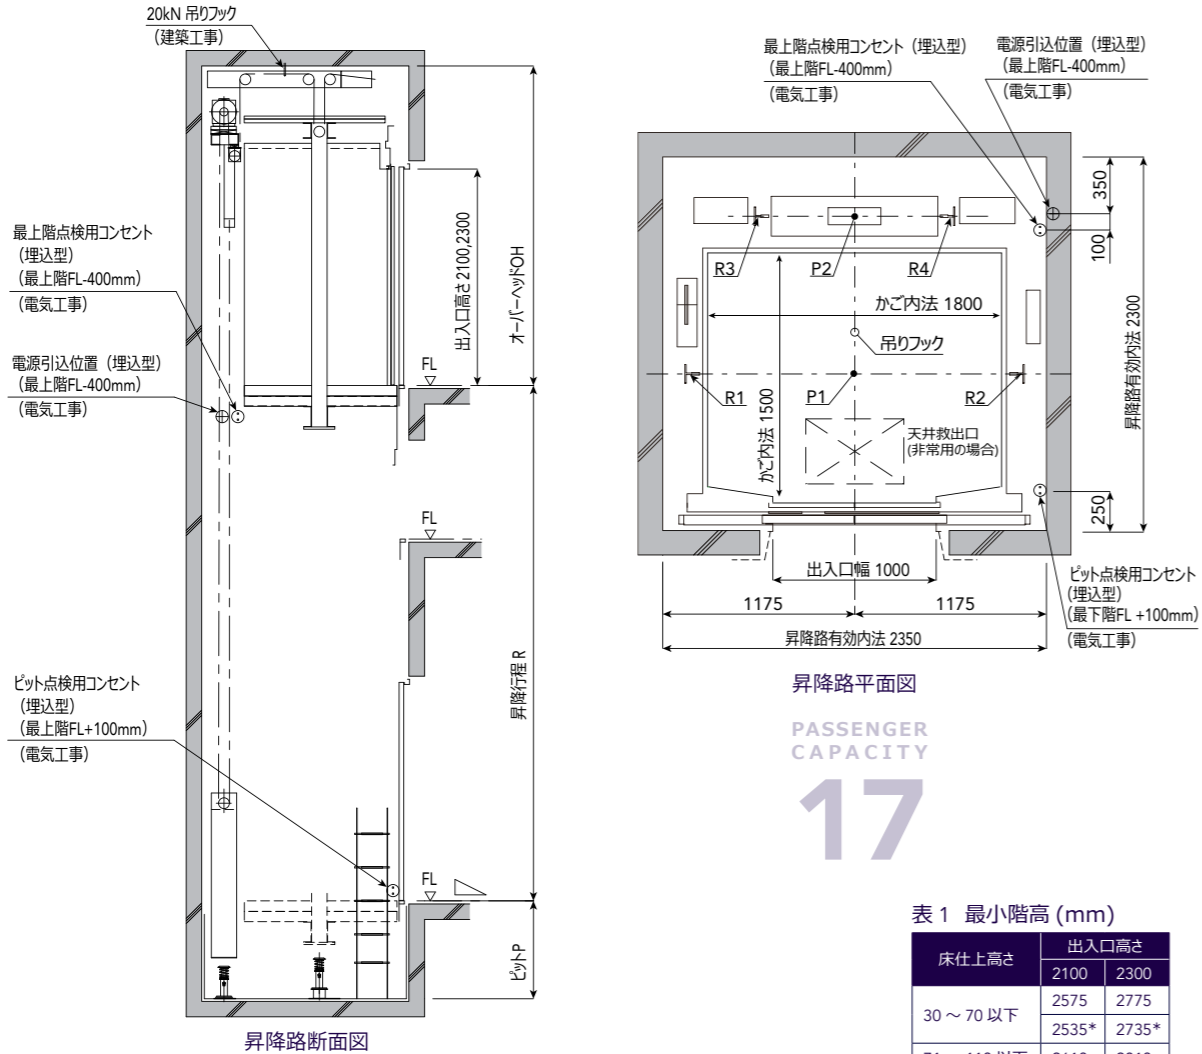 20kN 吊りフック
(建築工事)
最上階点検用コンセント
(埋込型)
(最上階FL-400mm)
(電気工事)
電源引込位置（埋込型）
(最上階FL-400mm)
(電気工事)
ピット点検用コンセント
(埋込型)
(最上階FL+100mm)
(電気工事)
出入口高さ2100,2300
オーバーヘッドOH
FL
FL
昇降行程 R
FL
ピットP
昇降路断面図
最上階点検用コンセント（埋込型）
(最上階FL-400mm)
(電気工事)
電源引込位置（埋込型）
(最上階FL-400mm)
(電気工事)
350
100
R3
P2
R4
かご内法 1800
吊りフック
昇降路有効内法 2300
R1
P1
R2
かご内法 1500
天井救出口
(非常用の場合)
250
出入口幅 1000
1175
1175
昇降路有効内法 2350
ピット点検用コンセント
(埋込型)
(最下階FL +100mm)
(電気工事)
昇降路平面図
PASSENGER
CAPACITY
17
表 1 最小階高 (mm)
床仕上高さ
出入口高さ
2100 2300
30 ～ 70 以下
2575 2775
2535* 2735*